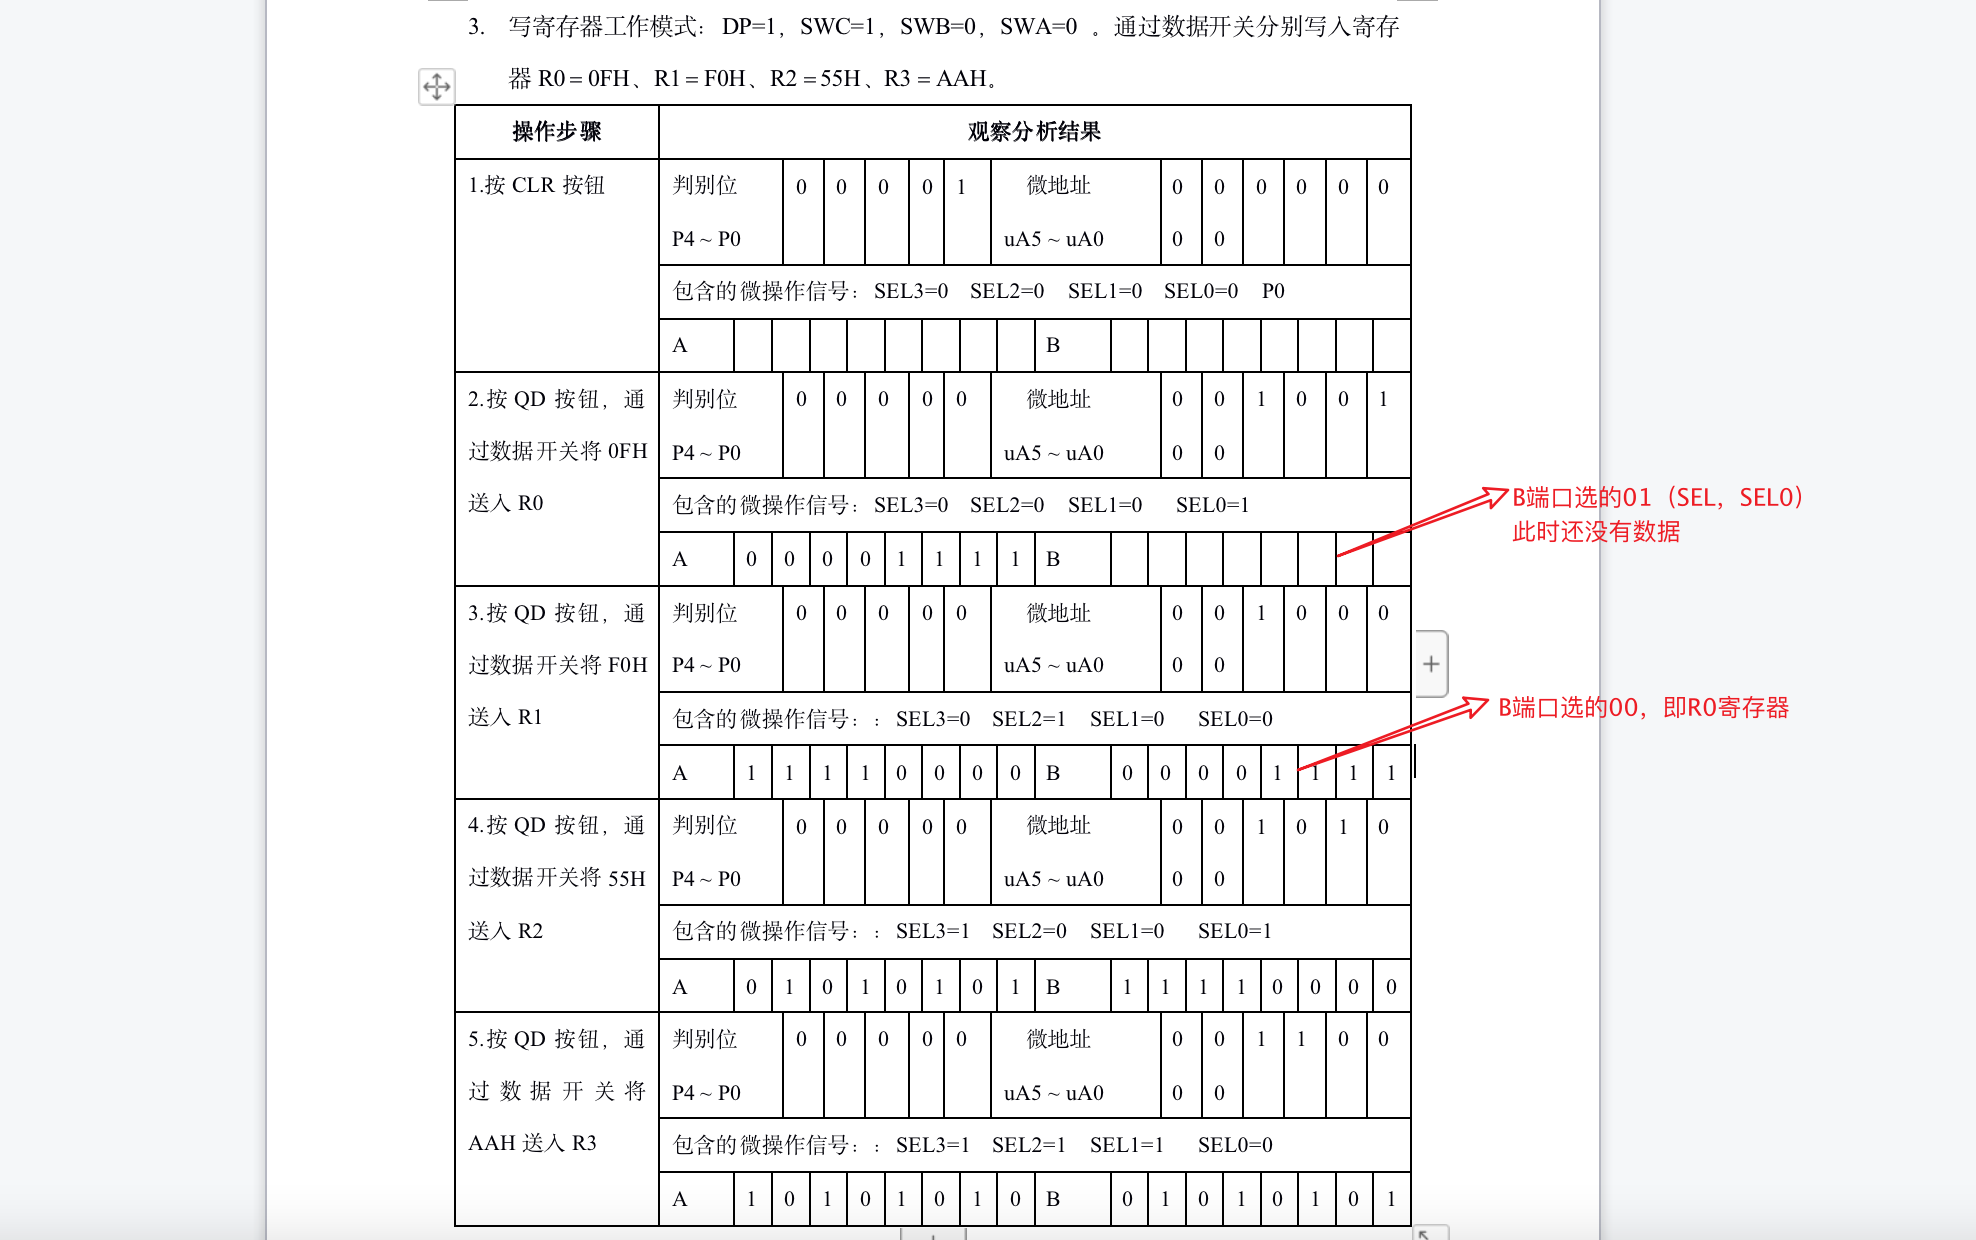 3. 写寄存器工作模式：DP=1，SWC=1，SWB=0，SWA=0 。通过数据开关分别写入寄存
器 R0 = 0FH、R1 = F0H、R2 = 55H、R3 = AAH。
操作步骤 观察分析结果
1.按 CLR 按钮
判别位 0 0 0 0 1 微地址 0 0 0 0 0 0
P4 ~ P0 uA5 ~ uA0 0 0
包含的微操作信号：SEL3=0 SEL2=0 SEL1=0 SEL0=0 P0
A B
2.按 QD 按钮，通
过数据开关将 0FH
送入 R0
判别位 0 0 0 0 0 微地址 0 0 1 0 0 1
P4 ~ P0 uA5 ~ uA0 0 0
包含的微操作信号：SEL3=0 SEL2=0 SEL1=0 SEL0=1
A 0 0 0 0 1 1 1 1 B
B端口选的01（SEL，SEL0）
此时还没有数据
3.按 QD 按钮，通
过数据开关将 F0H
送入 R1
判别位 0 0 0 0 0 微地址 0 0 1 0 0 0
P4 ~ P0 uA5 ~ uA0 0 0
包含的微操作信号：：SEL3=0 SEL2=1 SEL1=0 SEL0=0
A 1 1 1 1 0 0 0 0 B 0 0 0 0 1 1 1 1
B端口选的00，即R0寄存器
4.按 QD 按钮，通
过数据开关将 55H
送入 R2
判别位 0 0 0 0 0 微地址 0 0 1 0 1 0
P4 ~ P0 uA5 ~ uA0 0 0
包含的微操作信号：：SEL3=1 SEL2=0 SEL1=0 SEL0=1
A 0 1 0 1 0 1 0 1 B 1 1 1 1 0 0 0 0
5.按 QD 按钮，通
过数据开关将
AAH 送入 R3
判别位 0 0 0 0 0 微地址 0 0 1 1 0 0
P4 ~ P0 uA5 ~ uA0 0 0
包含的微操作信号：：SEL3=1 SEL2=1 SEL1=1 SEL0=0
A 1 0 1 0 1 0 1 0 B 0 1 0 1 0 1 0 1